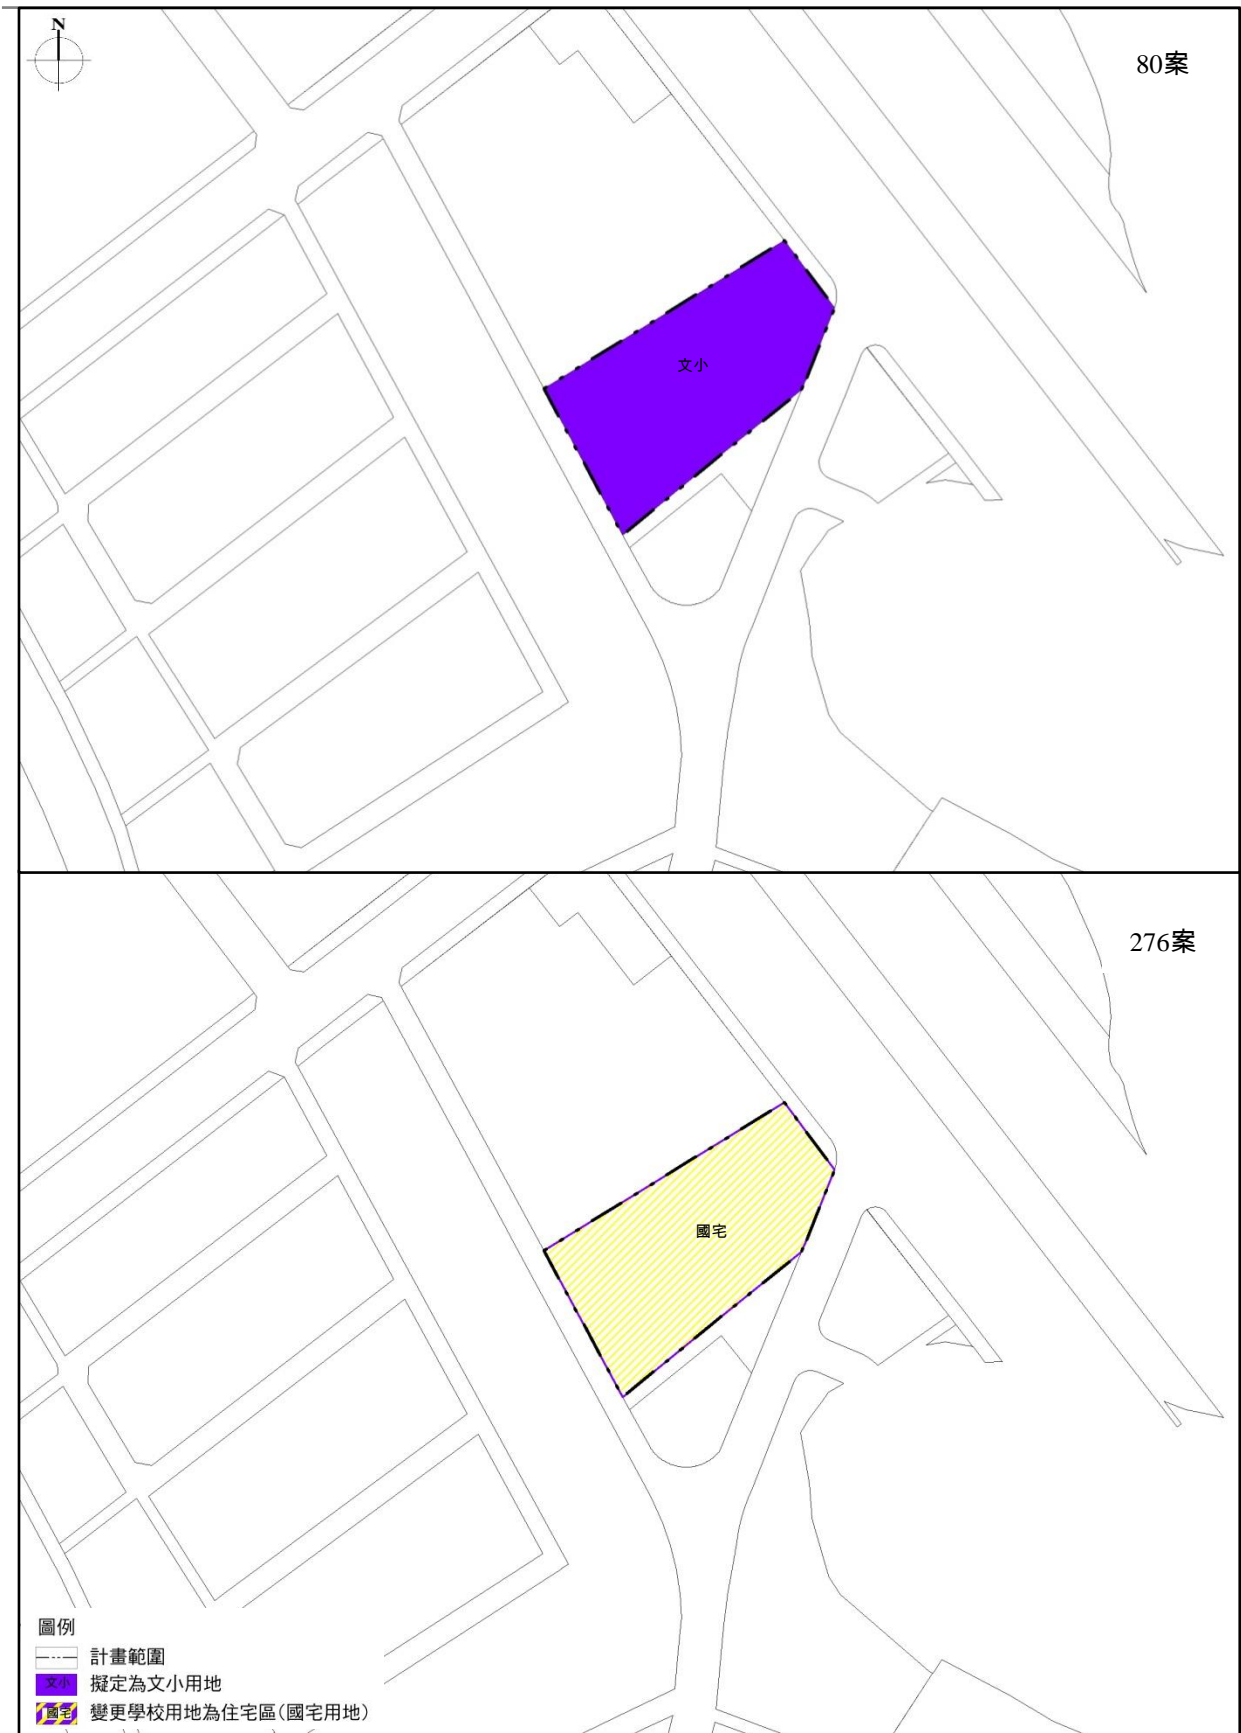 N
80案
文小
276案
國宅
圖例
計畫範圍
文小 擬定為文小用地
國宅 變更學校用地為住宅區(國宅用地)